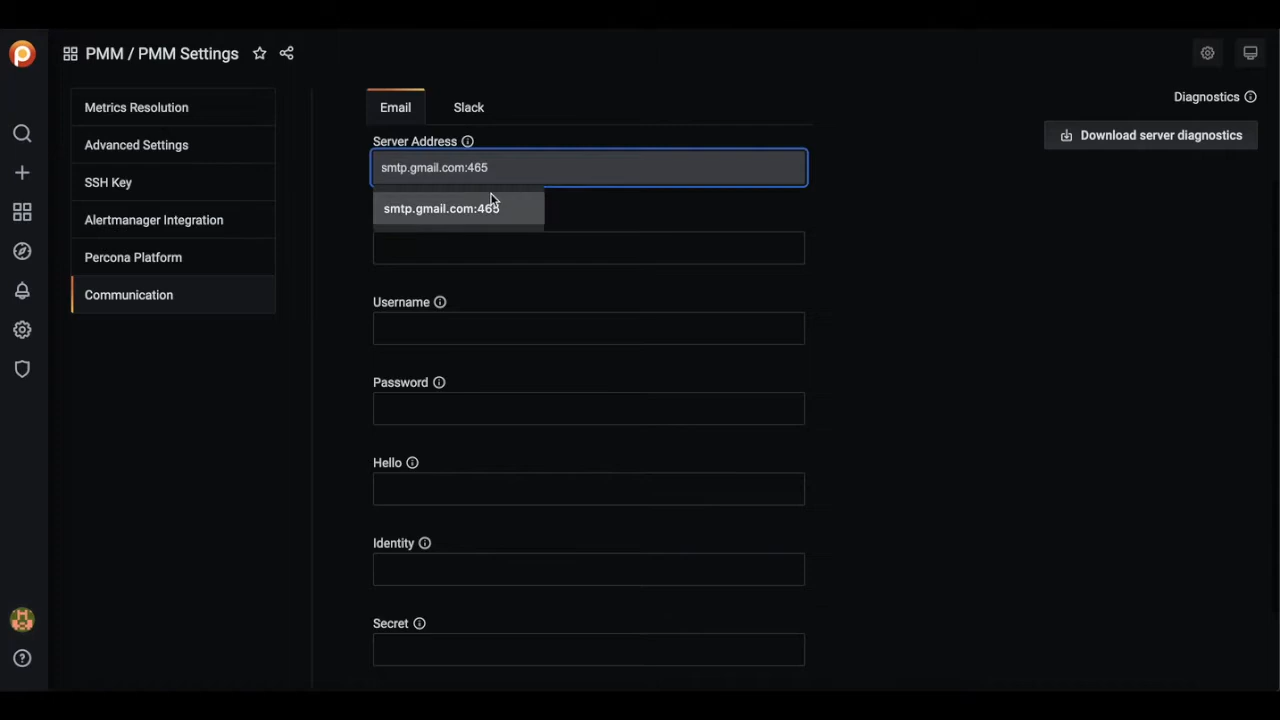 PMM / PMM Settings
Metrics Resolution
Advanced Settings
SSH Key
Alertmanager Integration
Percona Platform
Communication
Email
Slack
Server Address
smtp.gmail.com:465
smtp.gmail.com:465
Username
Password
Hello
Identity
Secret
Diagnostics
Download server diagnostics